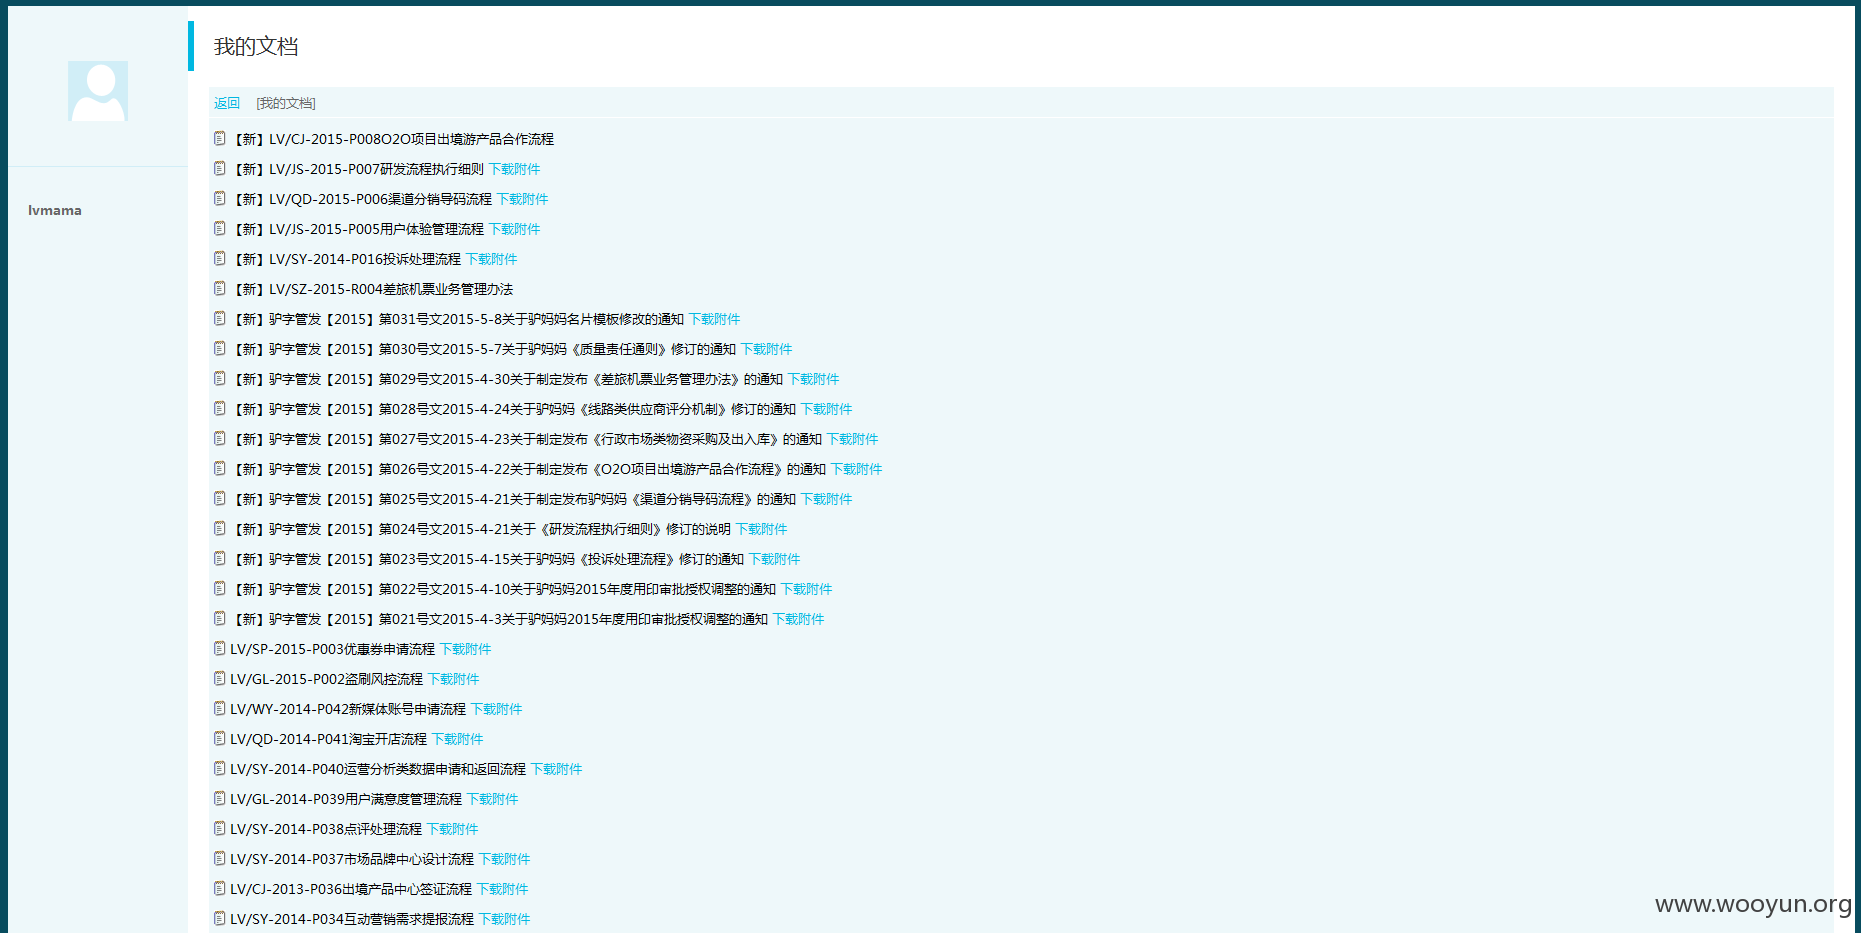 我的文档
返回 [我的文档]
【新】LV/CJ-2015-P008O2O项目出境游产品合作流程
【新】LV/JS-2015-P007研发流程执行细则 下载附件
【新】LV/QD-2015-P006渠道分销导码流程 下载附件
lvmama
【新】LV/JS-2015-P005用户体验管理流程 下载附件
【新】LV/SY-2014-P016投诉处理流程 下载附件
【新】LV/SZ-2015-R004差旅机票业务管理办法
【新】驴字管发【2015】第031号文2015-5-8关于驴妈妈名片模板修改的通知 下载附件
【新】驴字管发【2015】第030号文2015-5-7关于驴妈妈《质量责任通则》修订的通知 下载附件
【新】驴字管发【2015】第029号文2015-4-30关于制定发布《差旅机票业务管理办法》的通知 下载附件
【新】驴字管发【2015】第028号文2015-4-24关于驴妈妈《线路类供应商评分机制》修订的通知 下载附件
【新】驴字管发【2015】第027号文2015-4-23关于制定发布《行政市场类物资采购及出入库》的通知 下载附件
【新】驴字管发【2015】第026号文2015-4-22关于制定发布《O2O项目出境游产品合作流程》的通知 下载附件
【新】驴字管发【2015】第025号文2015-4-21关于制定发布驴妈妈《渠道分销导码流程》的通知 下载附件
【新】驴字管发【2015】第024号文2015-4-21关于《研发流程执行细则》修订的说明 下载附件
【新】驴字管发【2015】第023号文2015-4-15关于驴妈妈《投诉处理流程》修订的通知 下载附件
【新】驴字管发【2015】第022号文2015-4-10关于驴妈妈2015年度用印审批授权调整的通知 下载附件
【新】驴字管发【2015】第021号文2015-4-3关于驴妈妈2015年度用印审批授权调整的通知 下载附件
LV/SP-2015-P003优惠券申请流程 下载附件
LV/GL-2015-P002盗刷风控流程 下载附件
LV/WY-2014-P042新媒体账号申请流程 下载附件
LV/QD-2014-P041淘宝开店流程 下载附件
LV/SY-2014-P040运营分析类数据申请和返回流程 下载附件
LV/GL-2014-P039用户满意度管理流程 下载附件
LV/SY-2014-P038点评处理流程 下载附件
LV/SY-2014-P037市场品牌中心设计流程 下载附件
LV/CJ-2013-P036出境产品中心签证流程 下载附件
LV/SY-2014-P034互动营销需求提报流程 下载附件
www.wooyun.org